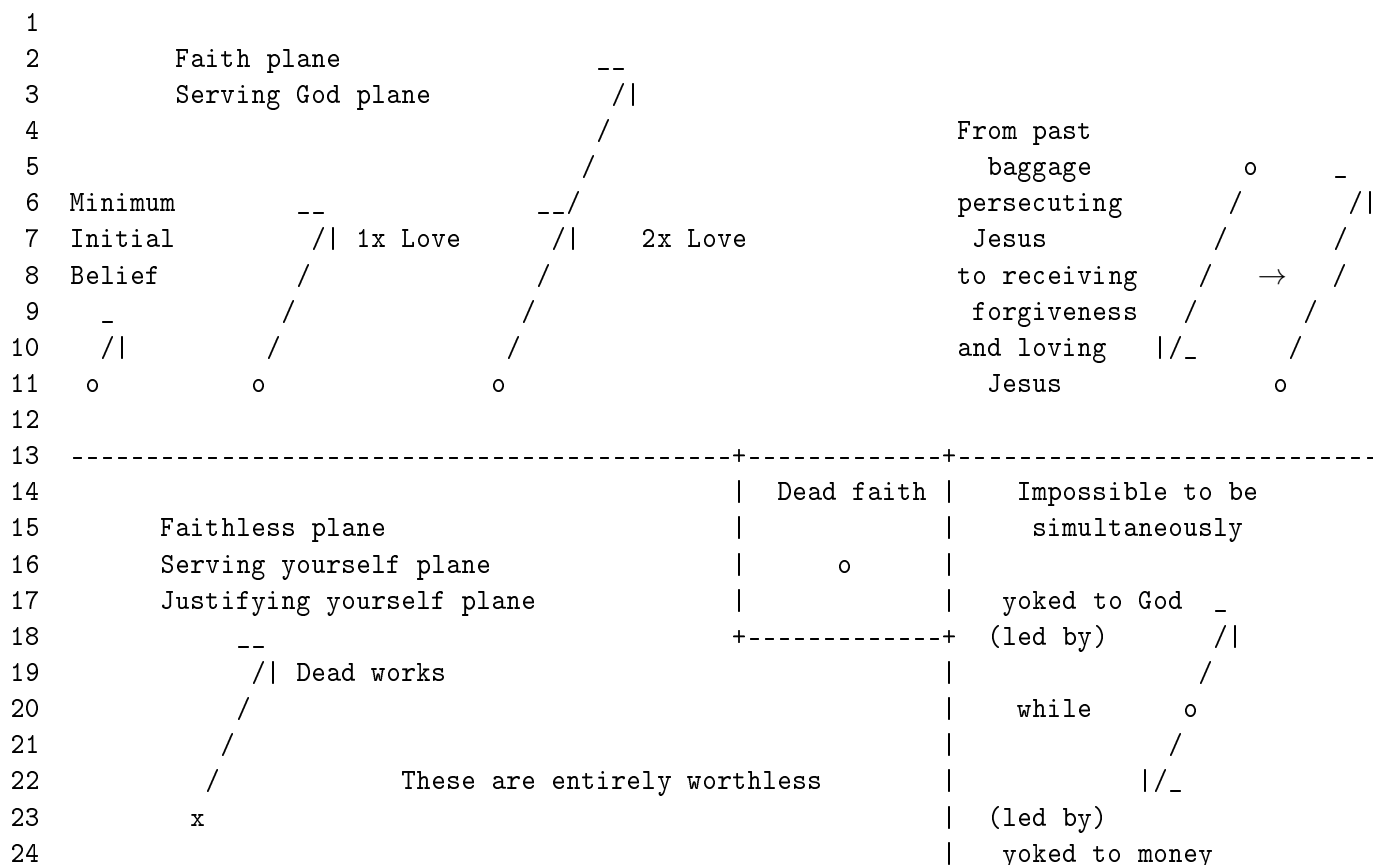 1
2         Faith plane                 __
3         Serving God plane            /|
4                                     /                       From past
5                                    /                          baggage          o     _
6  Minimum        __              __/                         persecuting       /       /|
7  Initial         /| 1x Love      /|    2x Love               Jesus           /       /
8  Belief         /               /                           to receiving    /   →   /
9    _           /               /                             forgiveness   /       /
10   /|         /               /                             and loving   |/_      /
11  o          o               o                                Jesus              o
12
13 --------------------------------------------+-------------+----------------------------
14                                             |  Dead faith |    Impossible to be
15       Faithless plane                       |             |     simultaneously
16       Serving yourself plane                |      o      |
17       Justifying yourself plane             |             |   yoked to God  _
18            __                               +-------------+  (led by)       /|
19             /| Dead works                                 |                /
20            /                                              |    while      o
21           /                                               |              /
22          /            These are entirely worthless        |            |/_
23         x                                                 |  (led by)
24                                                           |   yoked to money